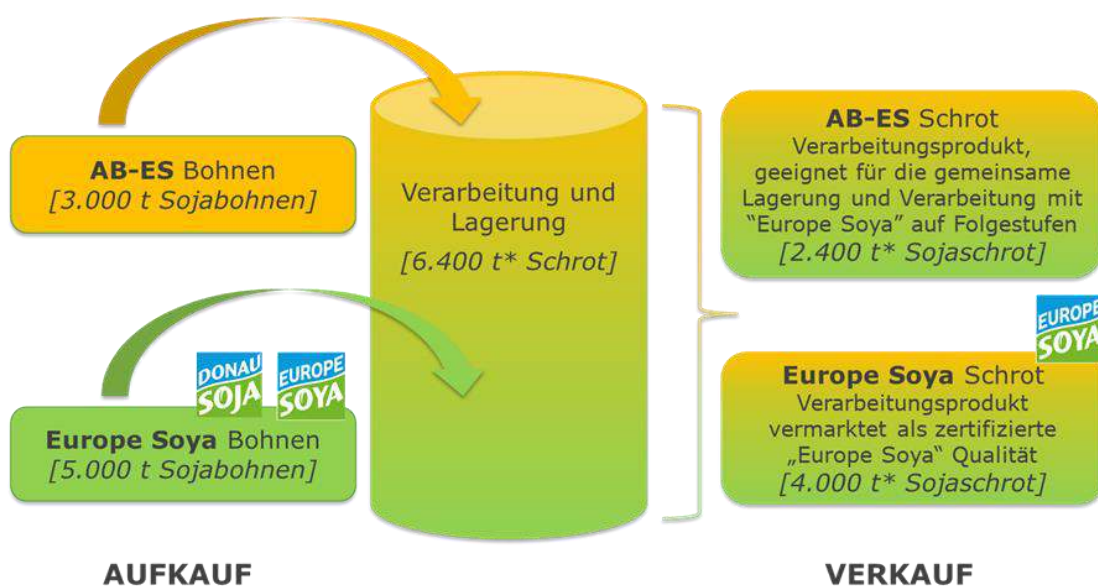 AB-ES Bohnen
[3.000 t Sojabohnen]
DONAU
SOJA
EUROPE
SOYA
Europe Soya Bohnen
[5.000 t Sojabohnen]
AUFKAUF
Verarbeitung und
Lagerung
[6.400 t* Schrot]
AB-ES Schrot
Verarbeitungsprodukt,
geeignet für die gemeinsame
Lagerung und Verarbeitung mit
“Europe Soya” auf Folgestufen
[2.400 t* Sojaschrot]
EUROPE
SOYA
Europe Soya Schrot
Verarbeitungsprodukt
vermarktet als zertifizierte
„Europe Soya“ Qualität
[4.000 t* Sojaschrot]
VERKAUF